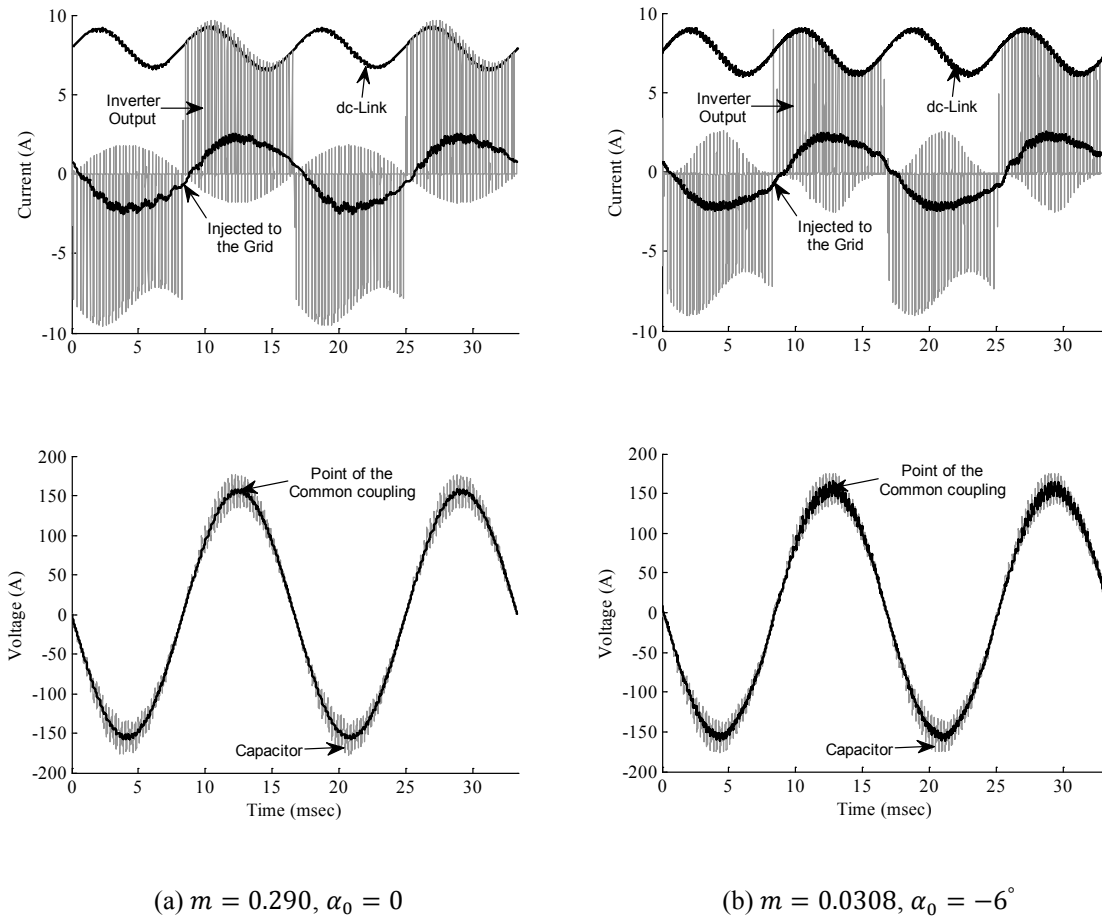 10
5
0
-5
-10
Current (A)
Inverter
Output
dc-Link
Injected to
the Grid
0
5
10
15
20
25
30
10
5
0
-5
-10
Current (A)
Inverter
Output
dc-Link
Injected to
the Grid
0
5
10
15
20
25
30
200
150
100
50
0
-50
-100
-150
-200
Voltage (A)
Point of the
Common coupling
Capacitor
0
5
10
15
20
25
30
Time (msec)
200
150
100
50
0
-50
-100
-150
-200
Voltage (A)
Point of the
Common coupling
Capacitor
0
5
10
15
20
25
30
Time (msec)
(a) m = 0.290, α₀ = 0
(b) m = 0.0308, α₀ = −6°